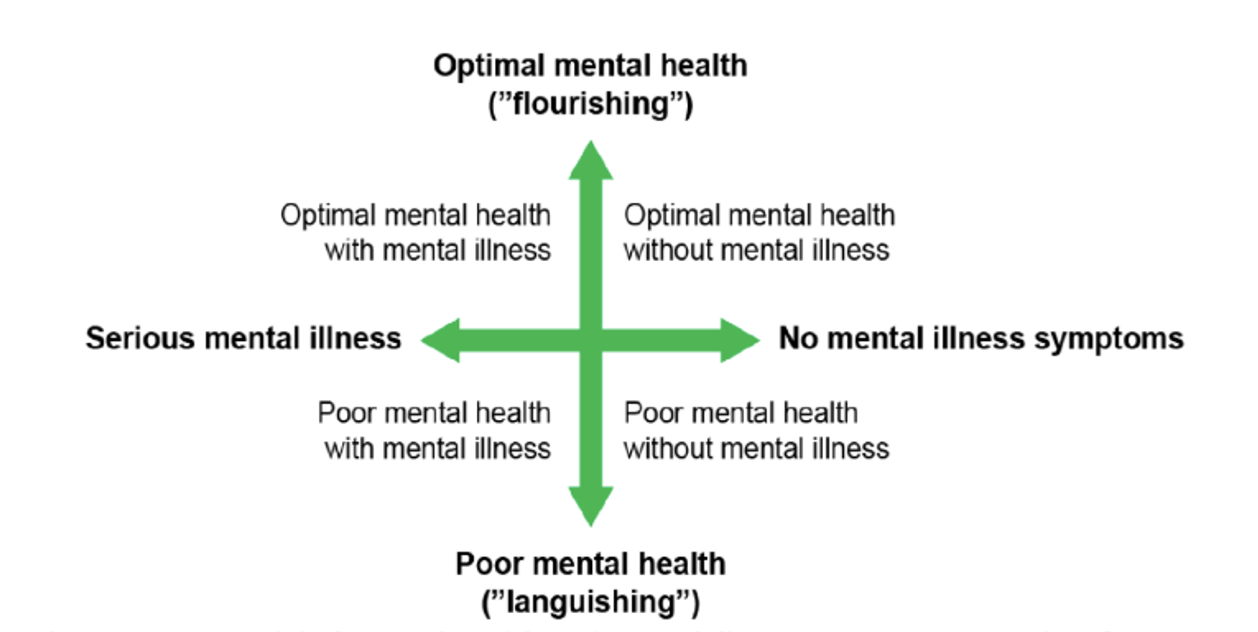 Optimal mental health
(”flourishing”)
Optimal mental health
with mental illness
Optimal mental health
without mental illness
Serious mental illness
No mental illness symptoms
Poor mental health
with mental illness
Poor mental health
without mental illness
Poor mental health
(”languishing”)